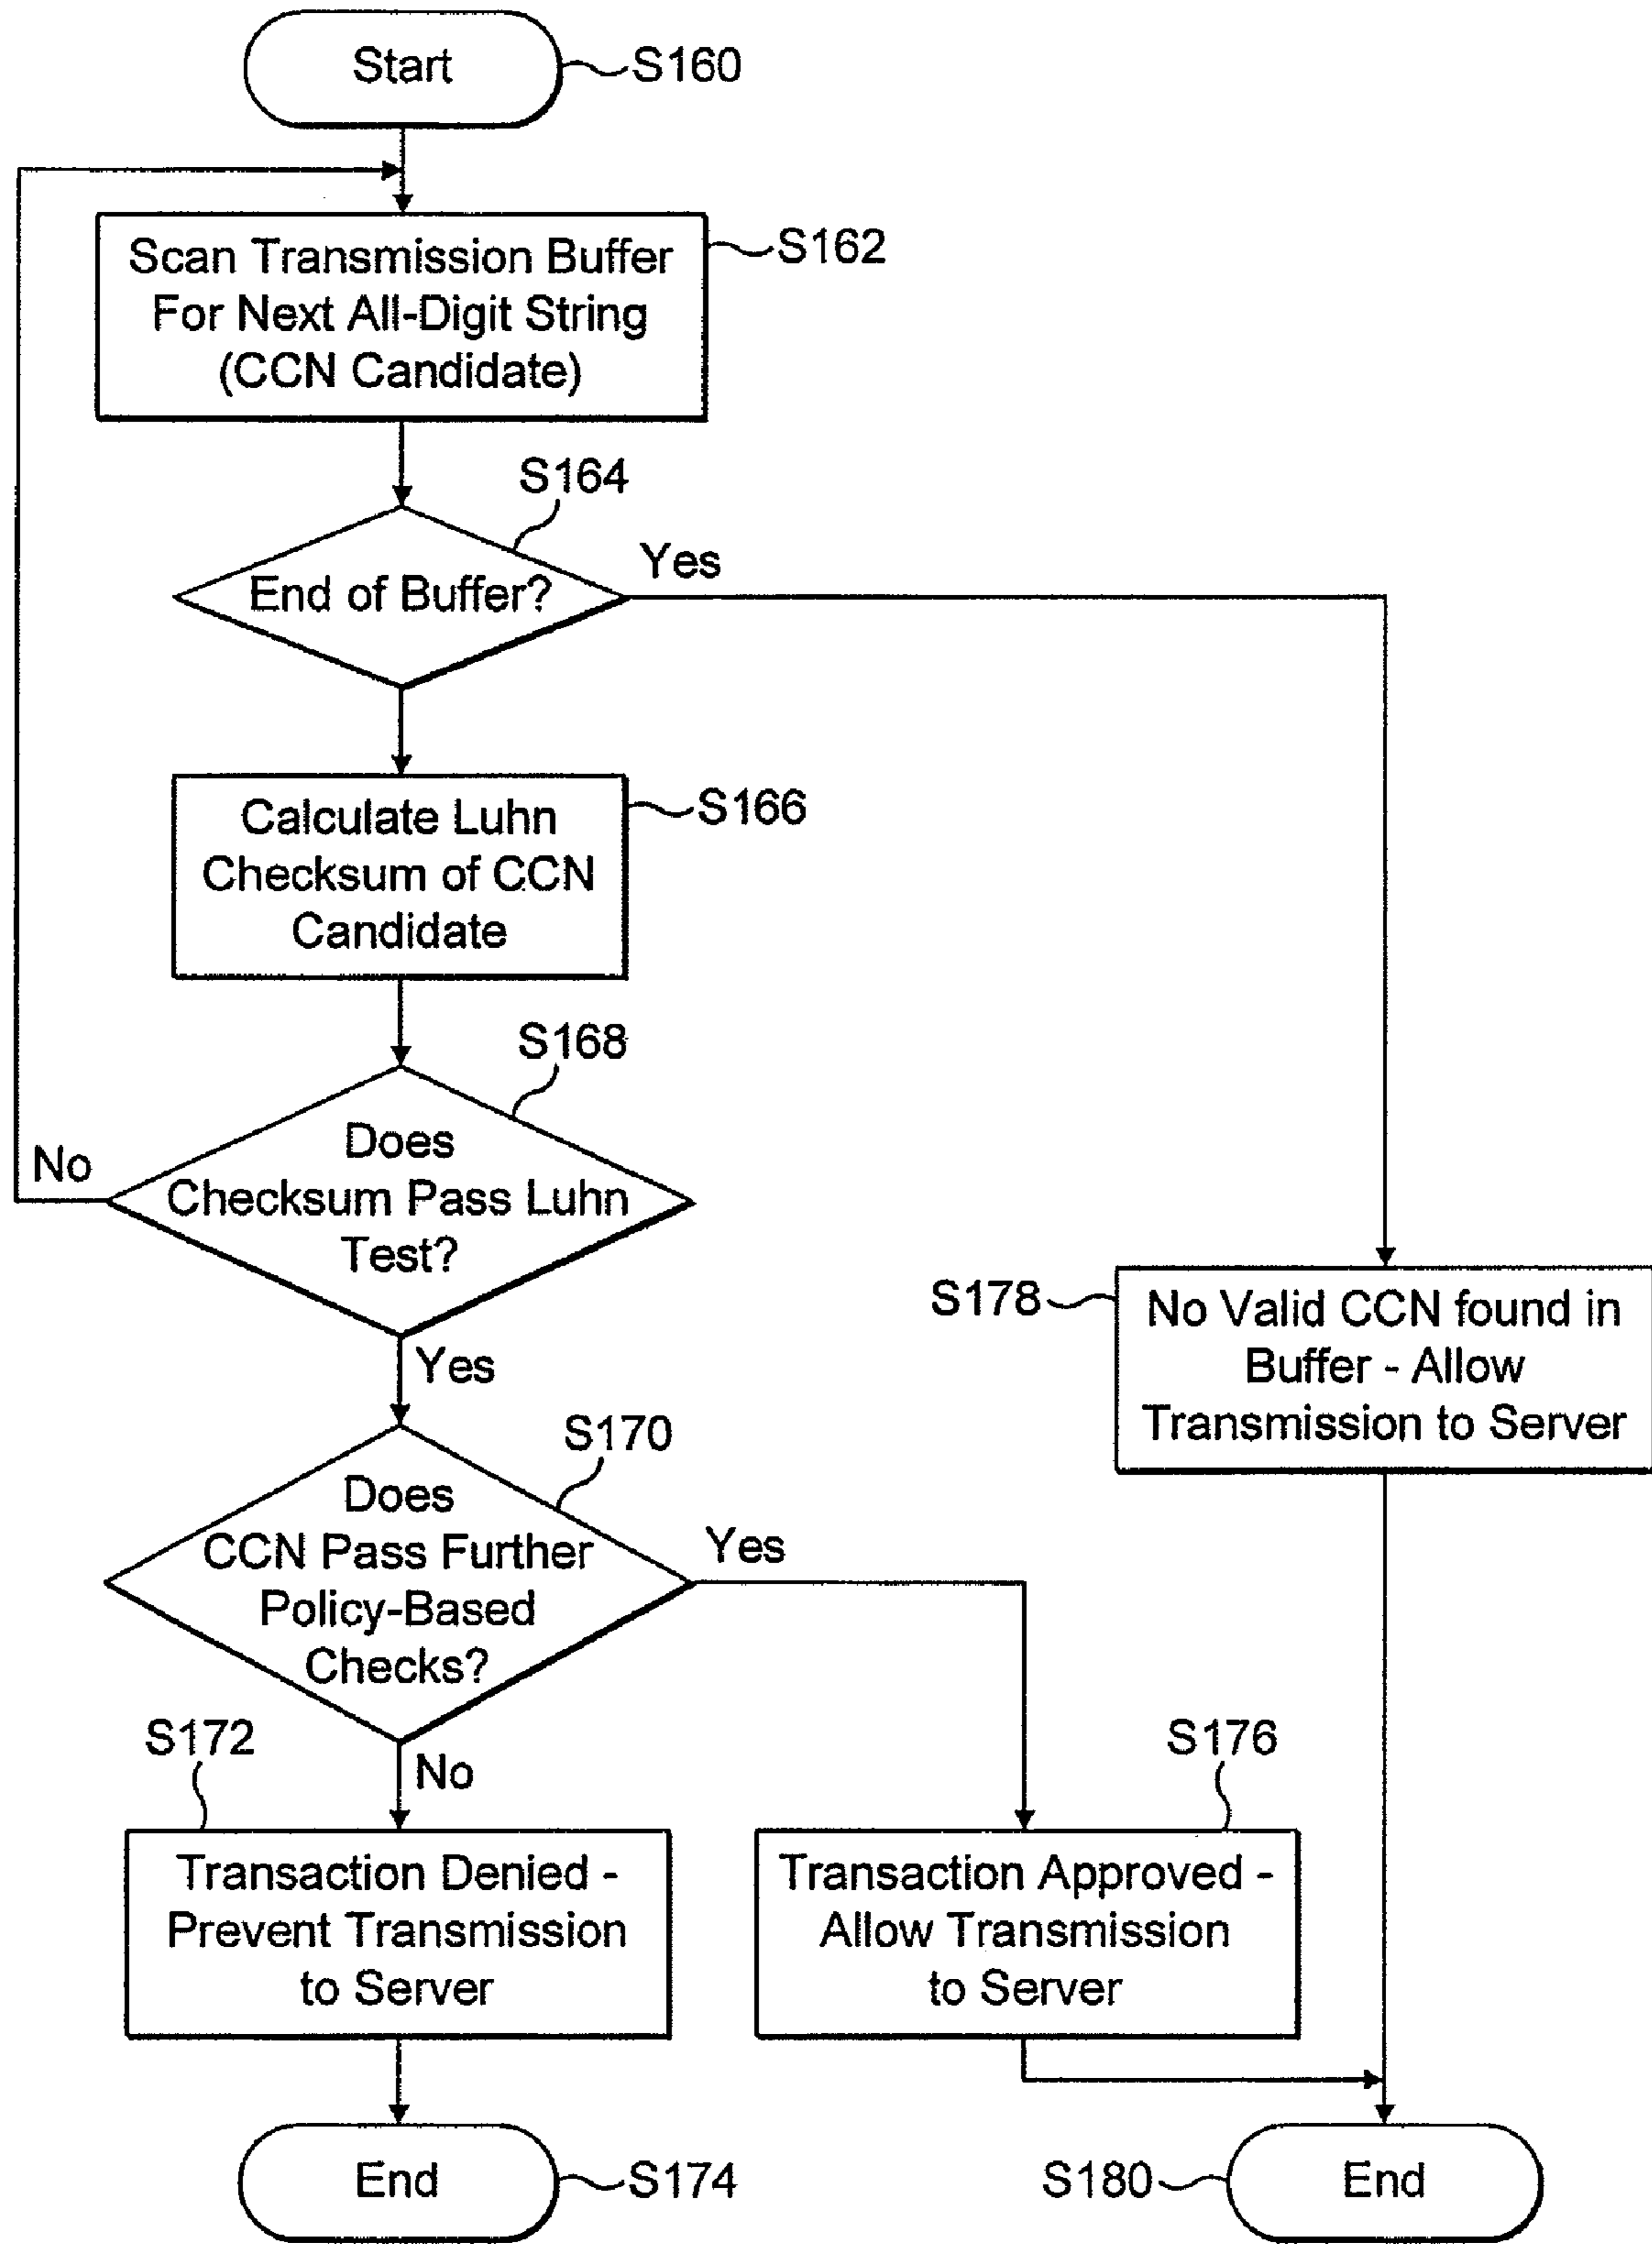 Start
S160
Scan Transmission Buffer
For Next All-Digit String
(CCN Candidate)
S162
S164
End of Buffer?
Yes
Calculate Luhn
Checksum of CCN
Candidate
S166
S168
Does
Checksum Pass Luhn
Test?
No
Yes
S178
No Valid CCN found in
Buffer - Allow
Transmission to Server
S170
Does
CCN Pass Further
Policy-Based
Checks?
Yes
No
S172
Transaction Denied -
Prevent Transmission
to Server
S176
Transaction Approved -
Allow Transmission
to Server
End
S174
S180
End